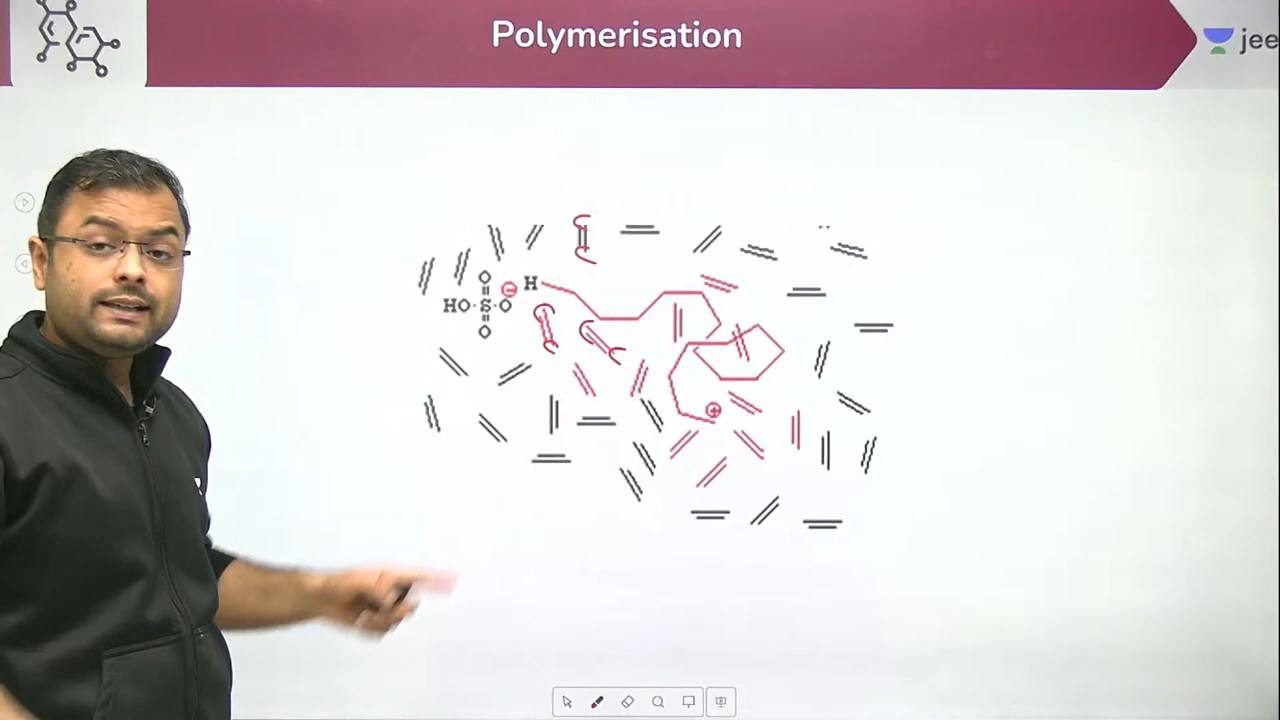 Polymerisation
jee
O
⊖ H
HO-S-O
O
⊕